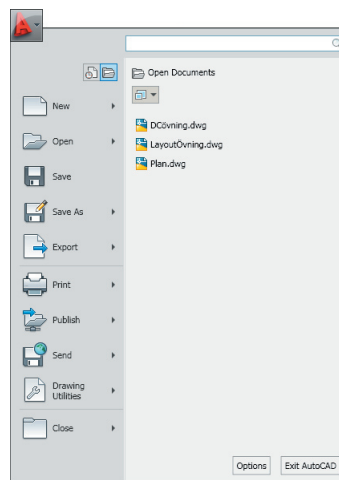 Open Documents
New
Open
DCövning.dwg
LayoutÖvning.dwg
Plan.dwg
Save
Save As
Export
Print
Publish
Send
Drawing
Utilities
Close
Options
Exit AutoCAD